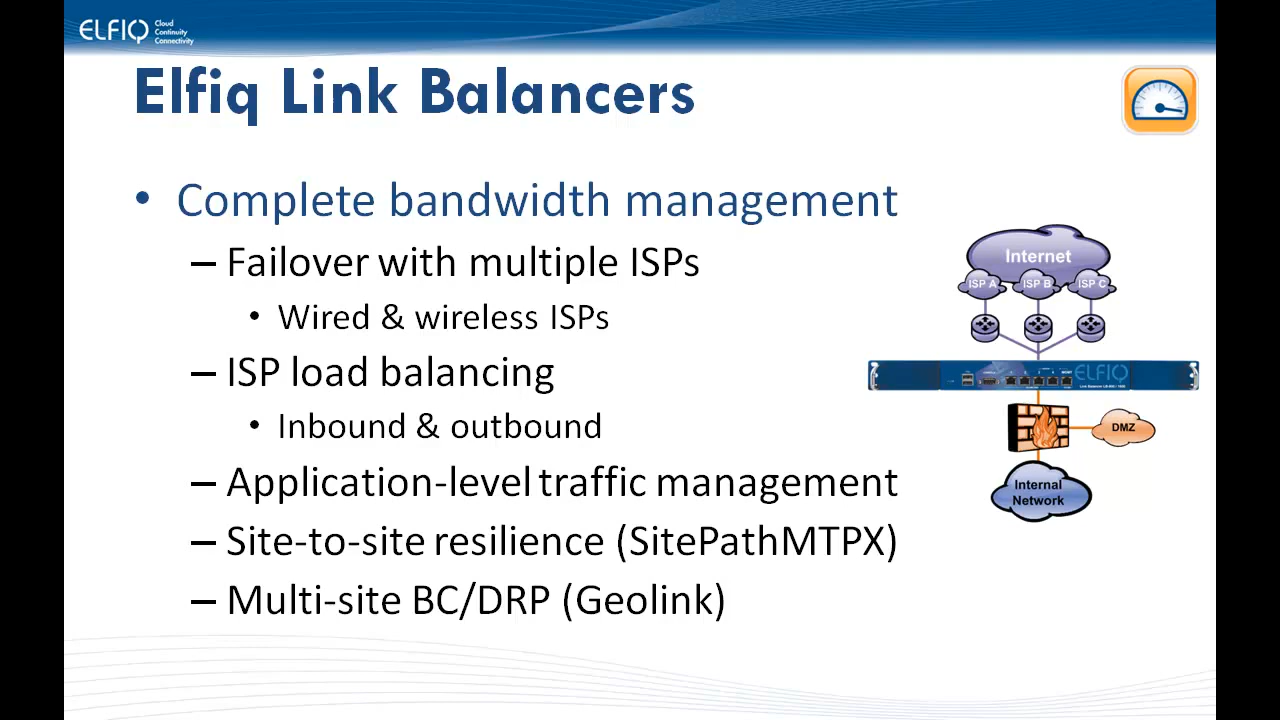 ELFIQ
Cloud
Continuity
Connectivity
Elfiq Link Balancers
• Complete bandwidth management
– Failover with multiple ISPs
• Wired & wireless ISPs
– ISP load balancing
• Inbound & outbound
– Application-level traffic management
– Site-to-site resilience (SitePathMTPX)
– Multi-site BC/DRP (Geolink)
Internet
ISP A ISP B ISP C
ELFIQ
DMZ
Internal
Network